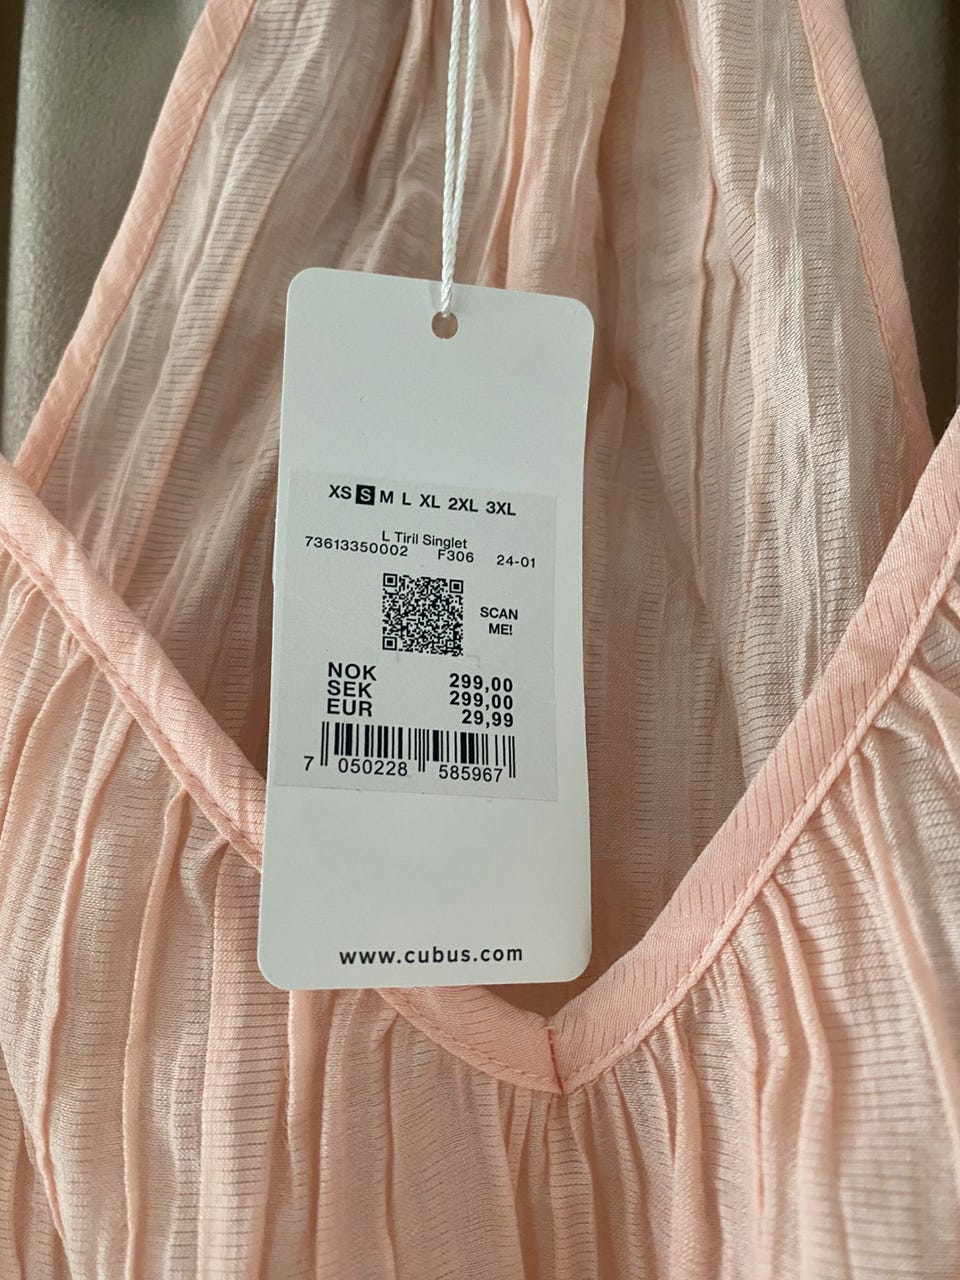 XS S M L XL 2XL 3XL
L Tiril Singlet
73613350002 F306 24-01
SCAN
ME!
NOK 299,00
SEK 299,00
EUR 29,99
7 050228 585967
www.cubus.com